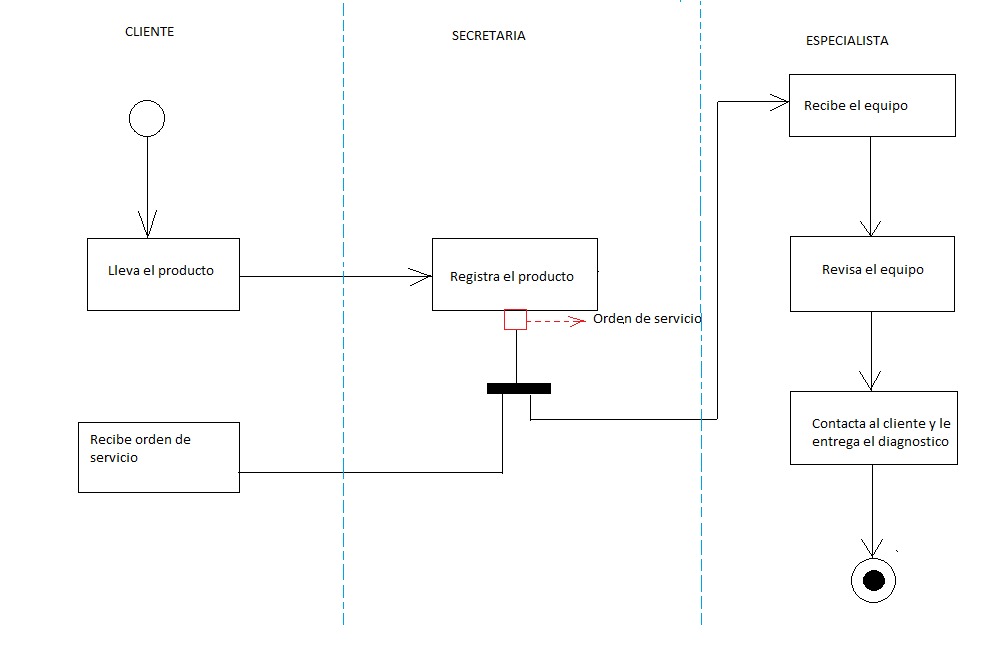 CLIENTE
SECRETARIA
ESPECIALISTA
Recibe el equipo
Lleva el producto
Registra el producto
Revisa el equipo
Orden de servicio
Recibe orden de
servicio
Contacta al cliente y le
entrega el diagnostico